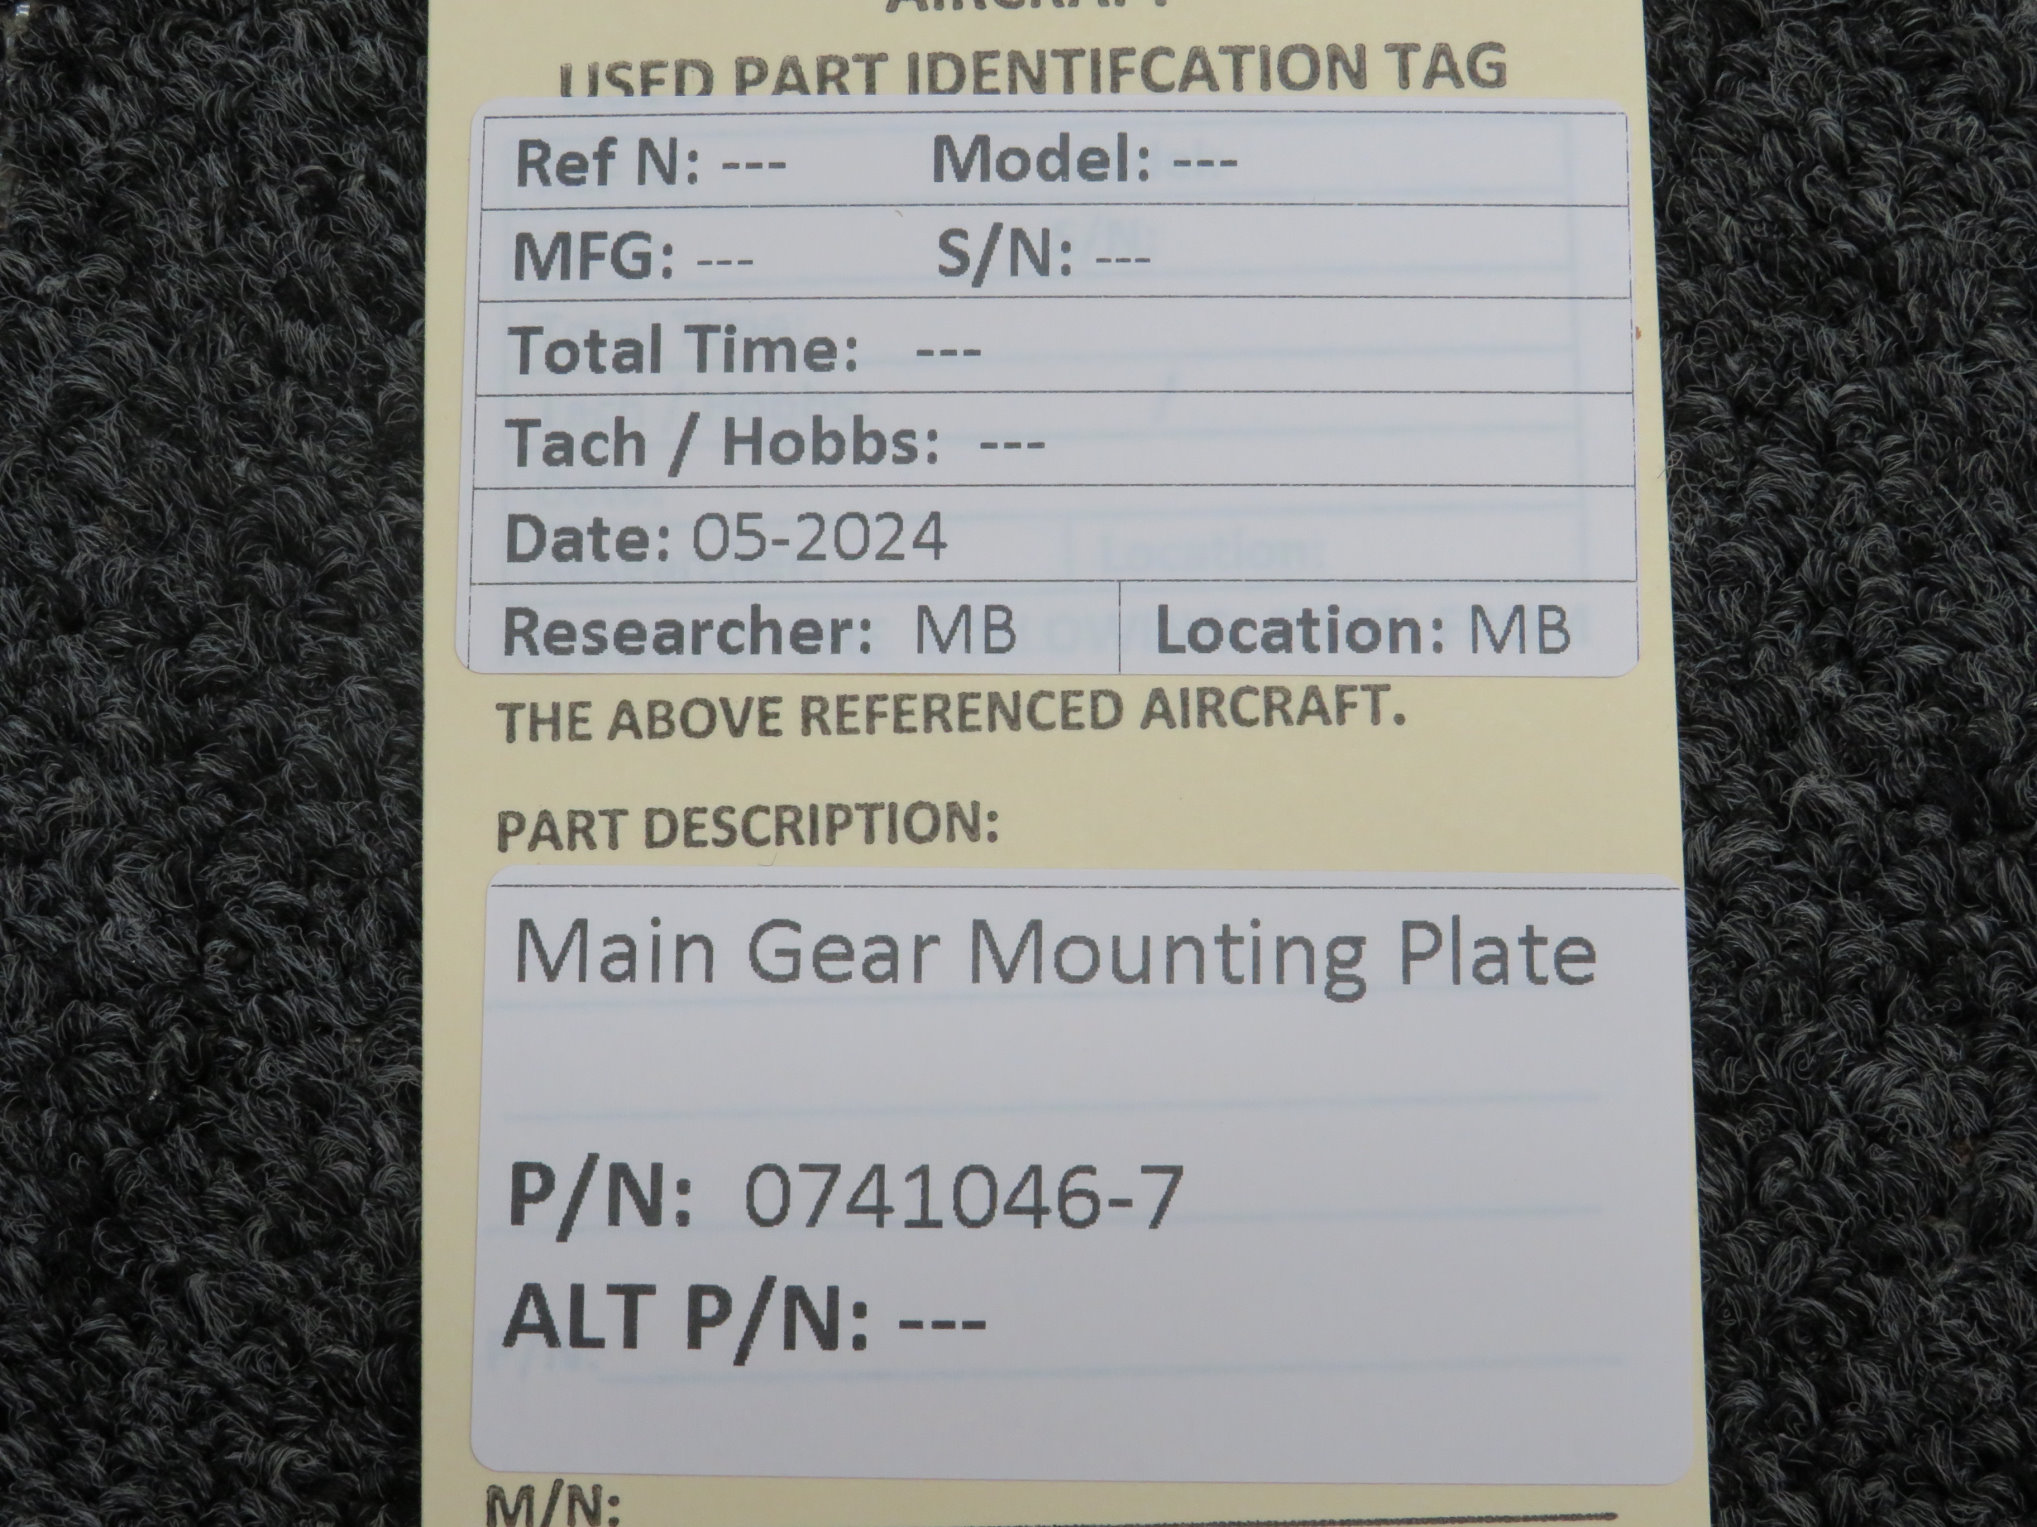 AIRCRAFT
USED PART IDENTIFCATION TAG
Ref N: --- Model: ---
MFG: --- S/N: ---
Total Time: ---
Tach / Hobbs: ---
Date: 05-2024
Researcher: MB Location: MB
THE ABOVE REFERENCED AIRCRAFT.
PART DESCRIPTION:
Main Gear Mounting Plate
P/N: 0741046-7
ALT P/N: ---
M/N: